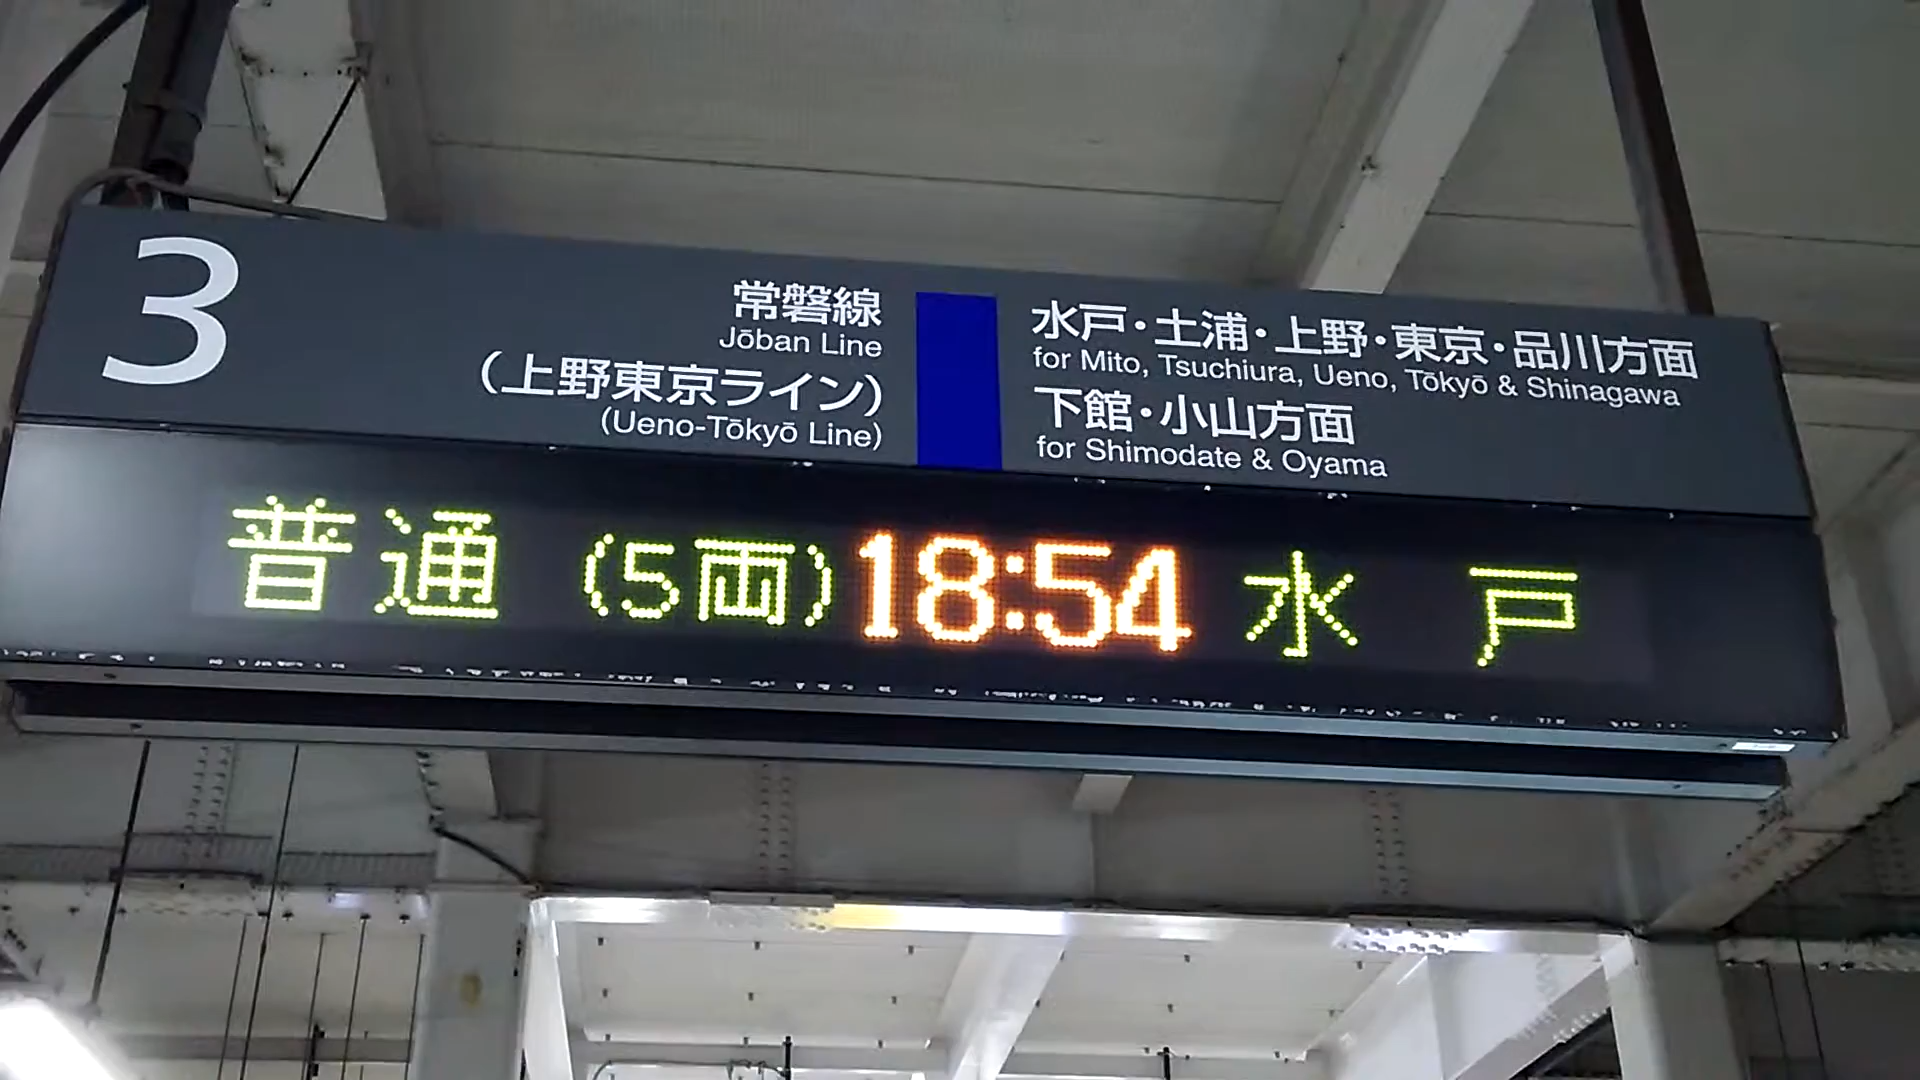 3
常磐線
Jōban Line
(上野東京ライン)
(Ueno-Tōkyō Line)
水戸・土浦・上野・東京・品川方面
for Mito, Tsuchiura, Ueno, Tōkyō & Shinagawa
下館・小山方面
for Shimodate & Oyama
普通 (5両) 18:54 水 戸